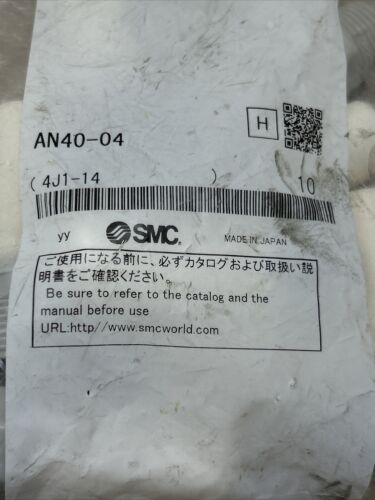 H
AN40-04
( 4J1-14 ) 10
yy SMC. MADE IN JAPAN
ご使用になる前に、必ずカタログおよび取扱い説
明書をご確認ください。
Be sure to refer to the catalog and the
manual before use
URL:http//www.smcworld.com